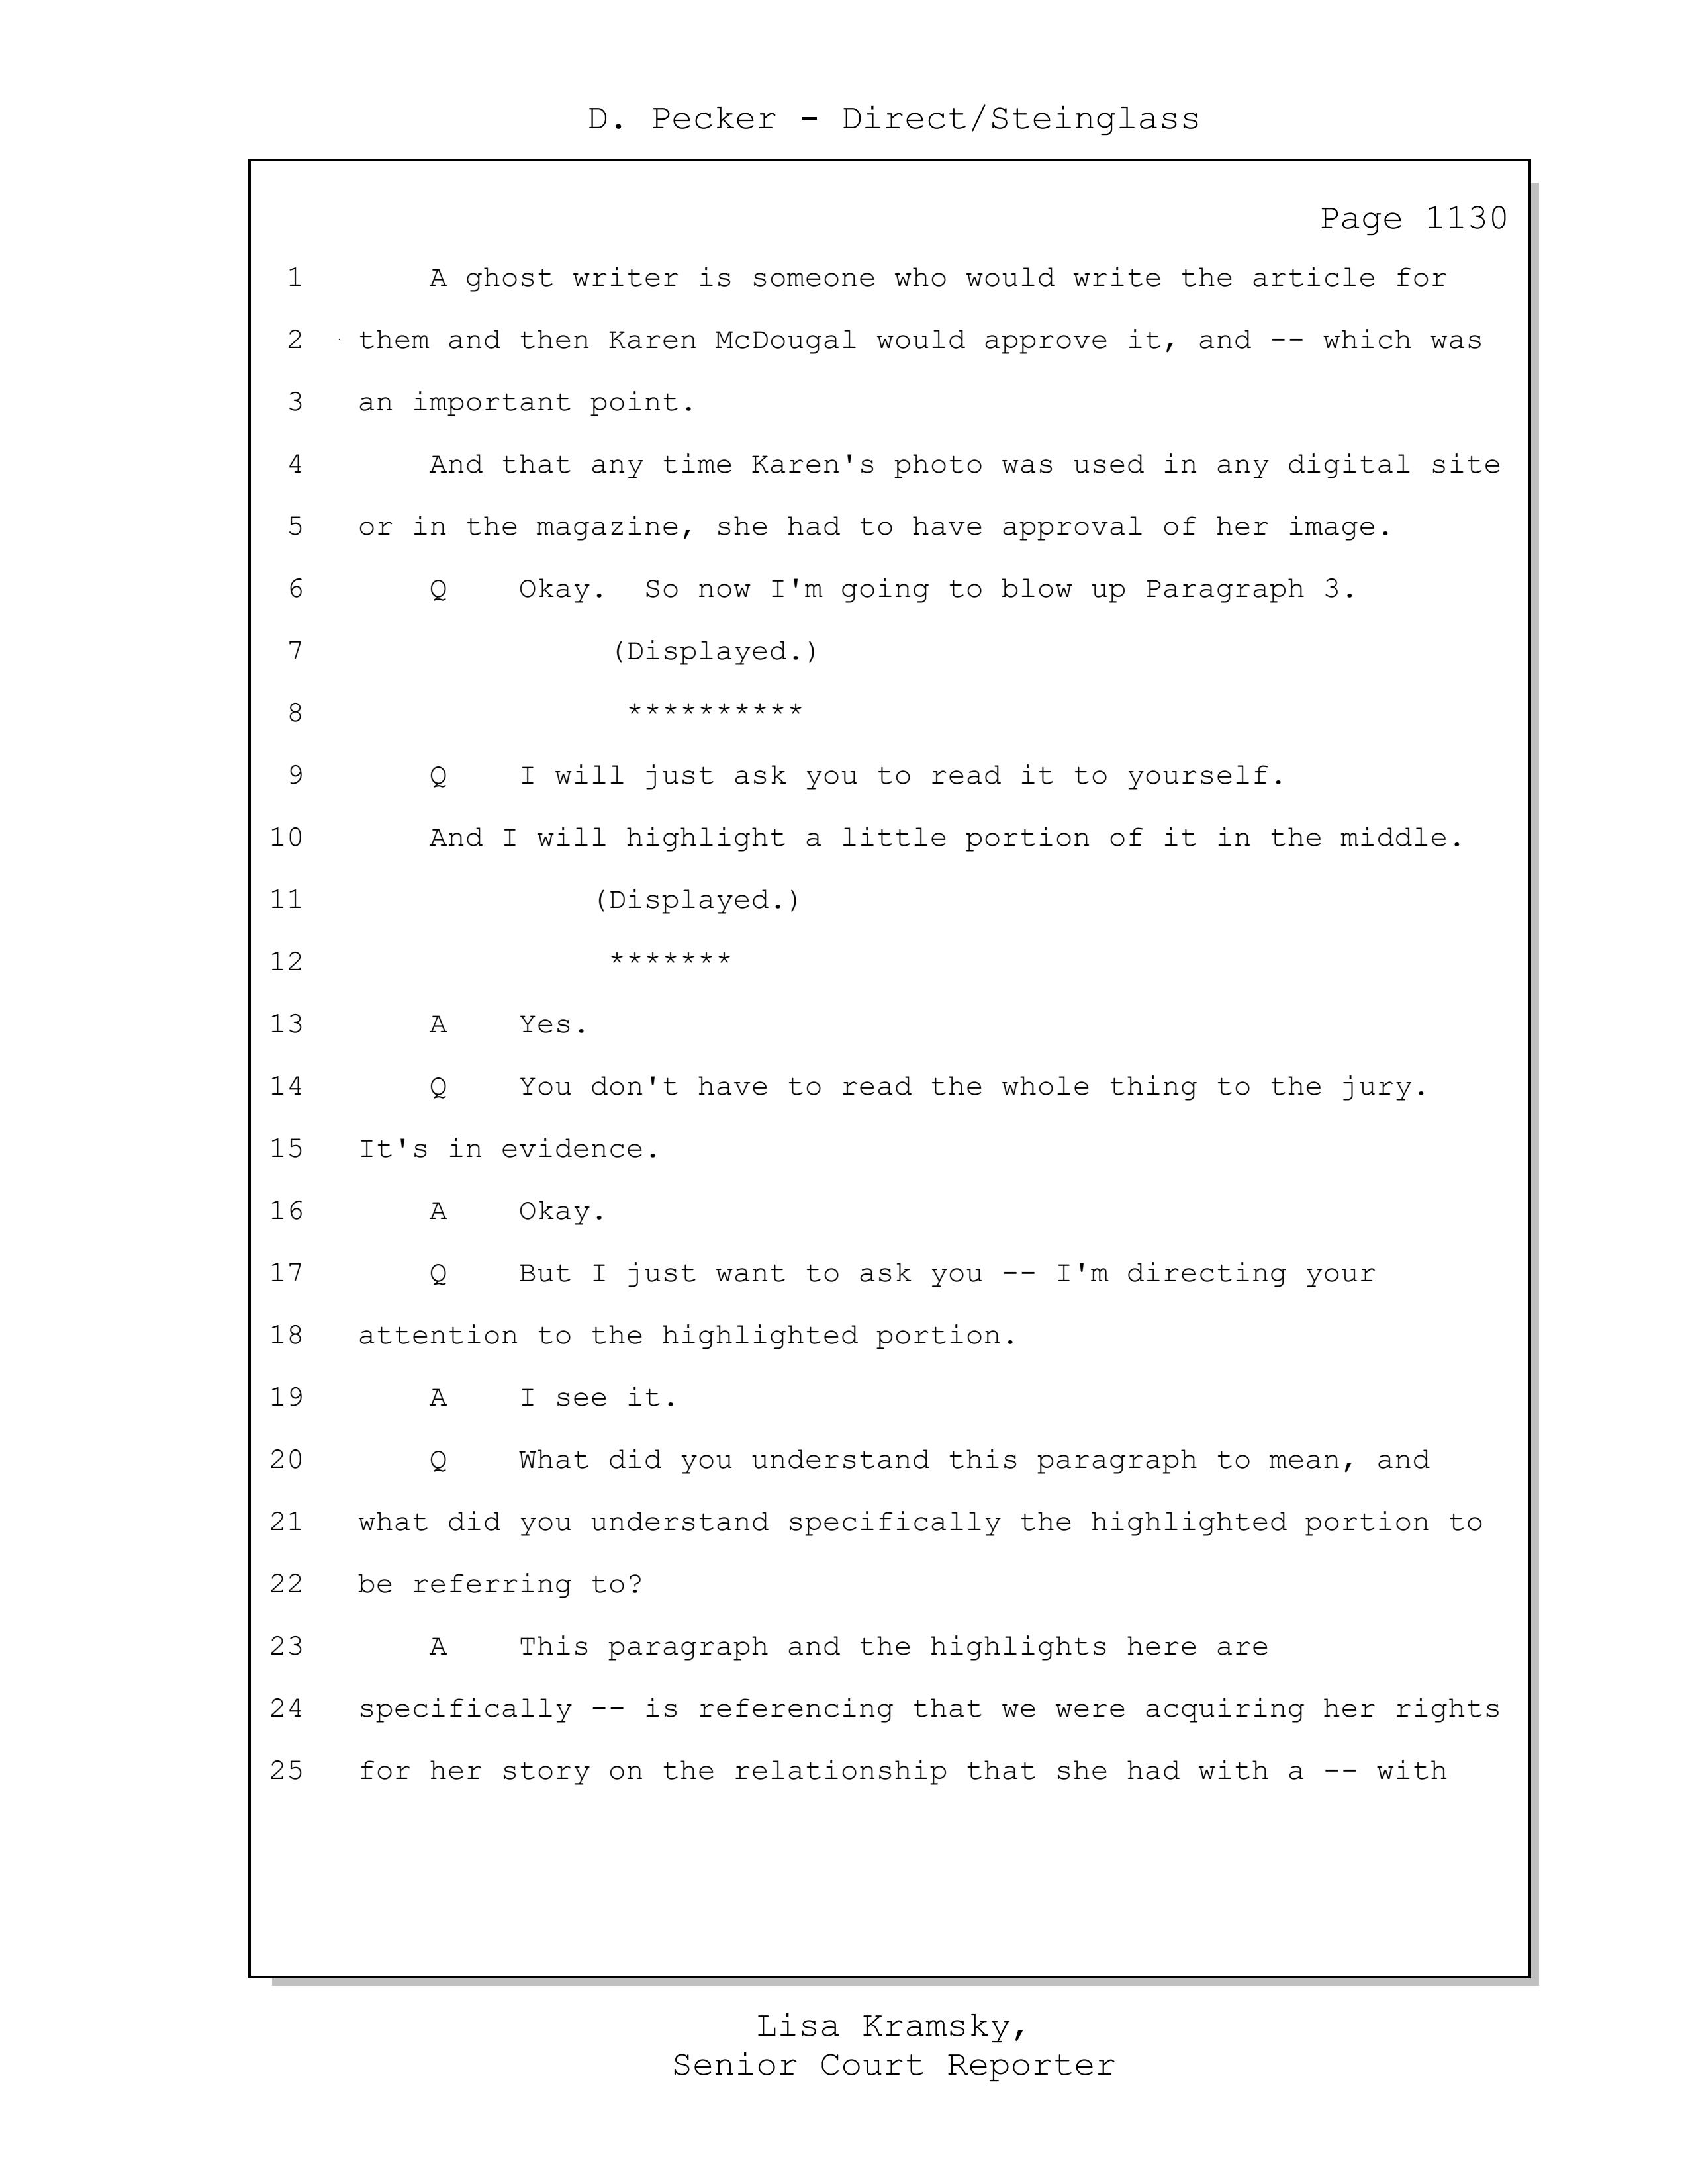 D. Pecker - Direct/Steinglass
Page 1130
1 A ghost writer is someone who would write the article for
2 them and then Karen McDougal would approve it, and -- which was
3 an important point.
4 And that any time Karen's photo was used in any digital site
5 or in the magazine, she had to have approval of her image.
6 Q Okay. So now I'm going to blow up Paragraph 3.
7 (Displayed.)
8 **********
9 Q I will just ask you to read it to yourself.
10 And I will highlight a little portion of it in the middle.
11 (Displayed.)
12 *******
13 A Yes.
14 Q You don't have to read the whole thing to the jury.
15 It's in evidence.
16 A Okay.
17 Q But I just want to ask you -- I'm directing your
18 attention to the highlighted portion.
19 A I see it.
20 Q What did you understand this paragraph to mean, and
21 what did you understand specifically the highlighted portion to
22 be referring to?
23 A This paragraph and the highlights here are
24 specifically -- is referencing that we were acquiring her rights
25 for her story on the relationship that she had with a -- with
Lisa Kramsky,
Senior Court Reporter